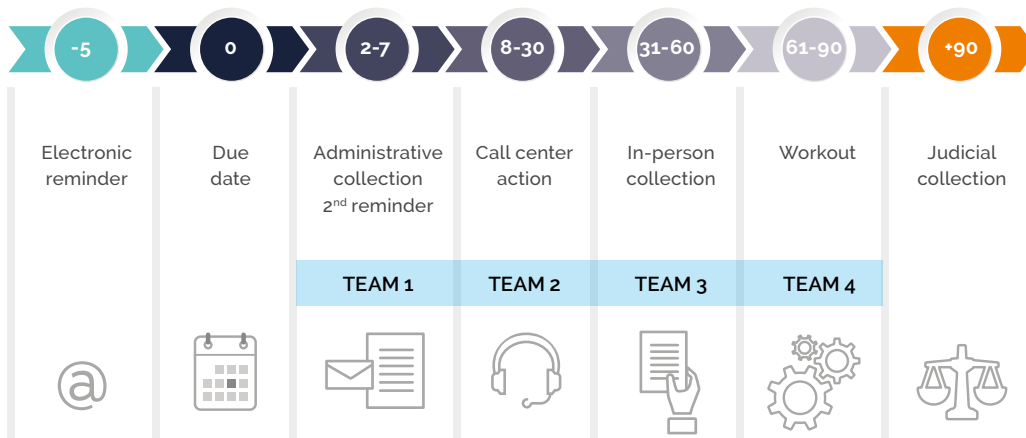 -5
0
2-7
8-30
31-60
61-90
+90
Electronic
reminder
Due
date
Administrative
collection
2nd reminder
Call center
action
In-person
collection
Workout
Judicial
collection
TEAM 1
TEAM 2
TEAM 3
TEAM 4
@